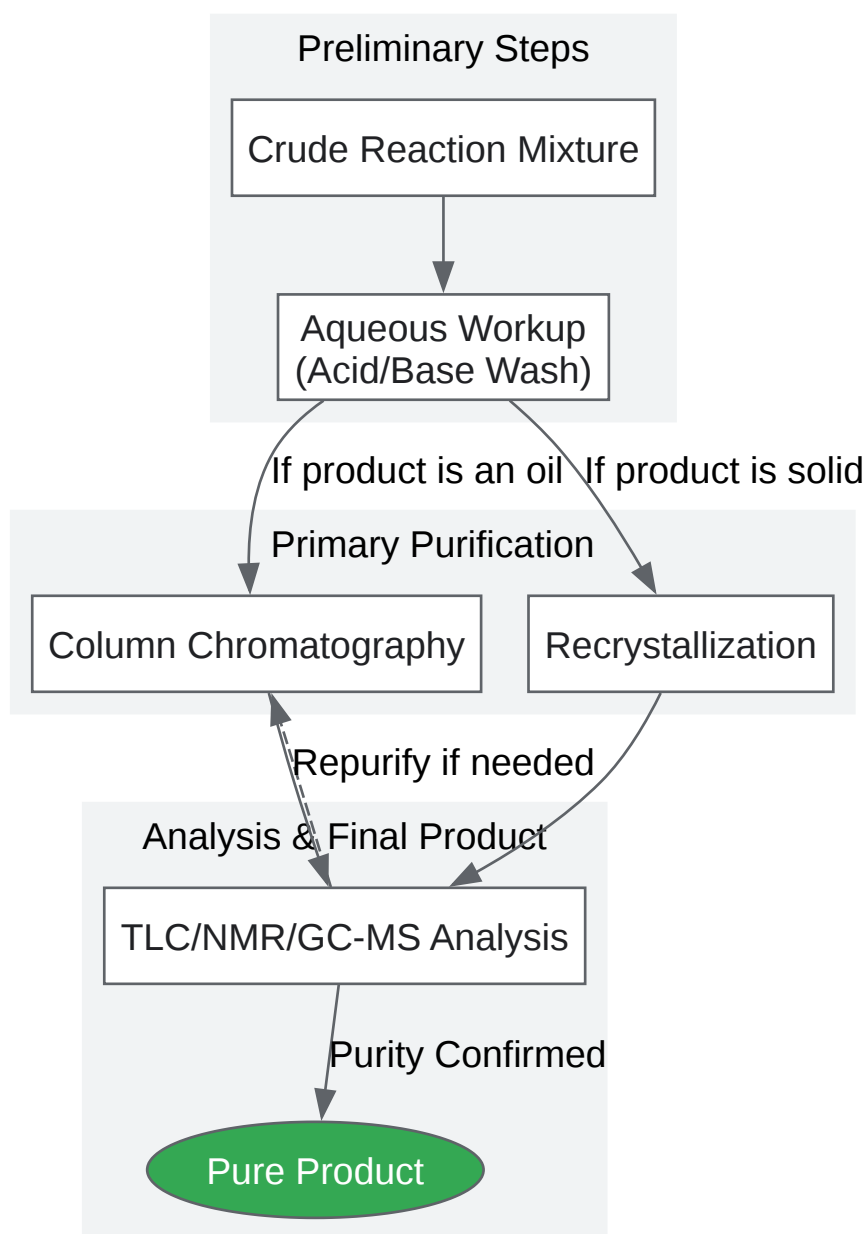 Preliminary Steps
Crude Reaction Mixture
Aqueous Workup
(Acid/Base Wash)
If product is an oil
If product is solid
Primary Purification
Column Chromatography
Recrystallization
Repurify if needed
Analysis & Final Product
TLC/NMR/GC-MS Analysis
Purity Confirmed
Pure Product